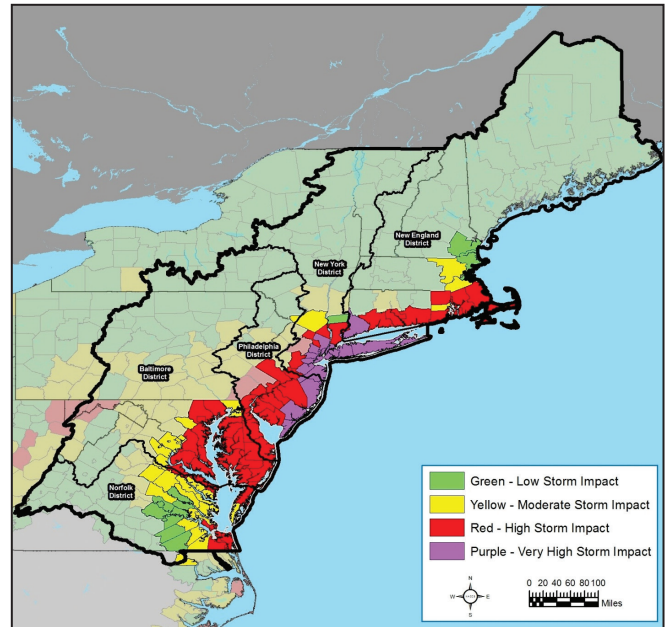 New England
District
New York
District
Philadelphia
District
Baltimore
District
Norfolk
District
Green - Low Storm Impact
Yellow - Moderate Storm Impact
Red - High Storm Impact
Purple - Very High Storm Impact
N
W E
S
0 20 40 60 80 100
Miles